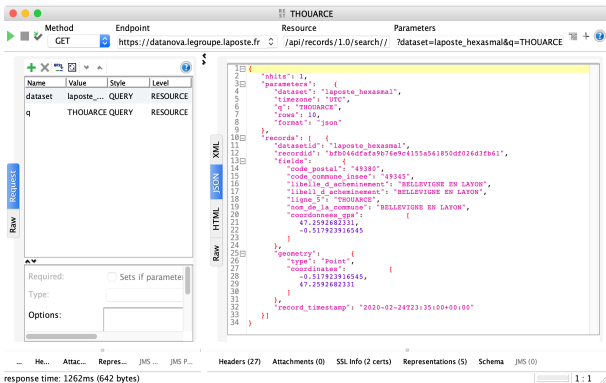 THOUARCE
Method Endpoint Resource Parameters
GET https://datanova.legroupe.laposte.fr /api/records/1.0/search// ?dataset=laposte_hexasmal&q=THOUARCE
Name Value Style Level
dataset laposte_... QUERY RESOURCE
q THOUARCE QUERY RESOURCE
Request
Raw
Required: Sets if parameter
Type:
Options:
XML
JSON
HTML
Raw
1 {
2 "nhits": 1,
3 "parameters": {
4 "dataset": "laposte_hexasmal",
5 "timezone": "UTC",
6 "q": "THOUARCE",
7 "rows": 10,
8 "format": "json"
9 },
10 "records": [ {
11 "datasetid": "laposte_hexasmal",
12 "recordid": "bfb046dfafa9b76e9c4155a561850df026d3fb61",
13 "fields": {
14 "code_postal": "49380",
15 "code_commune_insee": "49345",
16 "libelle_d_acheminement": "BELLEVIGNE EN LAYON",
17 "libell_d_acheminement": "BELLEVIGNE EN LAYON",
18 "ligne_5": "THOUARCE",
19 "nom_de_la_commune": "BELLEVIGNE EN LAYON",
20 "coordonnees_gps": [
21 47.2592682331,
22 -0.517923916545
23 ]
24 },
25 "geometry": {
26 "type": "Point",
27 "coordinates": [
28 -0.517923916545,
29 47.2592682331
30 ]
31 },
32 "record_timestamp": "2020-02-24T23:35:00+00:00"
33 }]
34 }
... He... Attac... Repres... JMS ... JMS P...
Headers (27) Attachments (0) SSL Info (2 certs) Representations (5) Schema JMS (0)
response time: 1262ms (642 bytes)
1 : 1